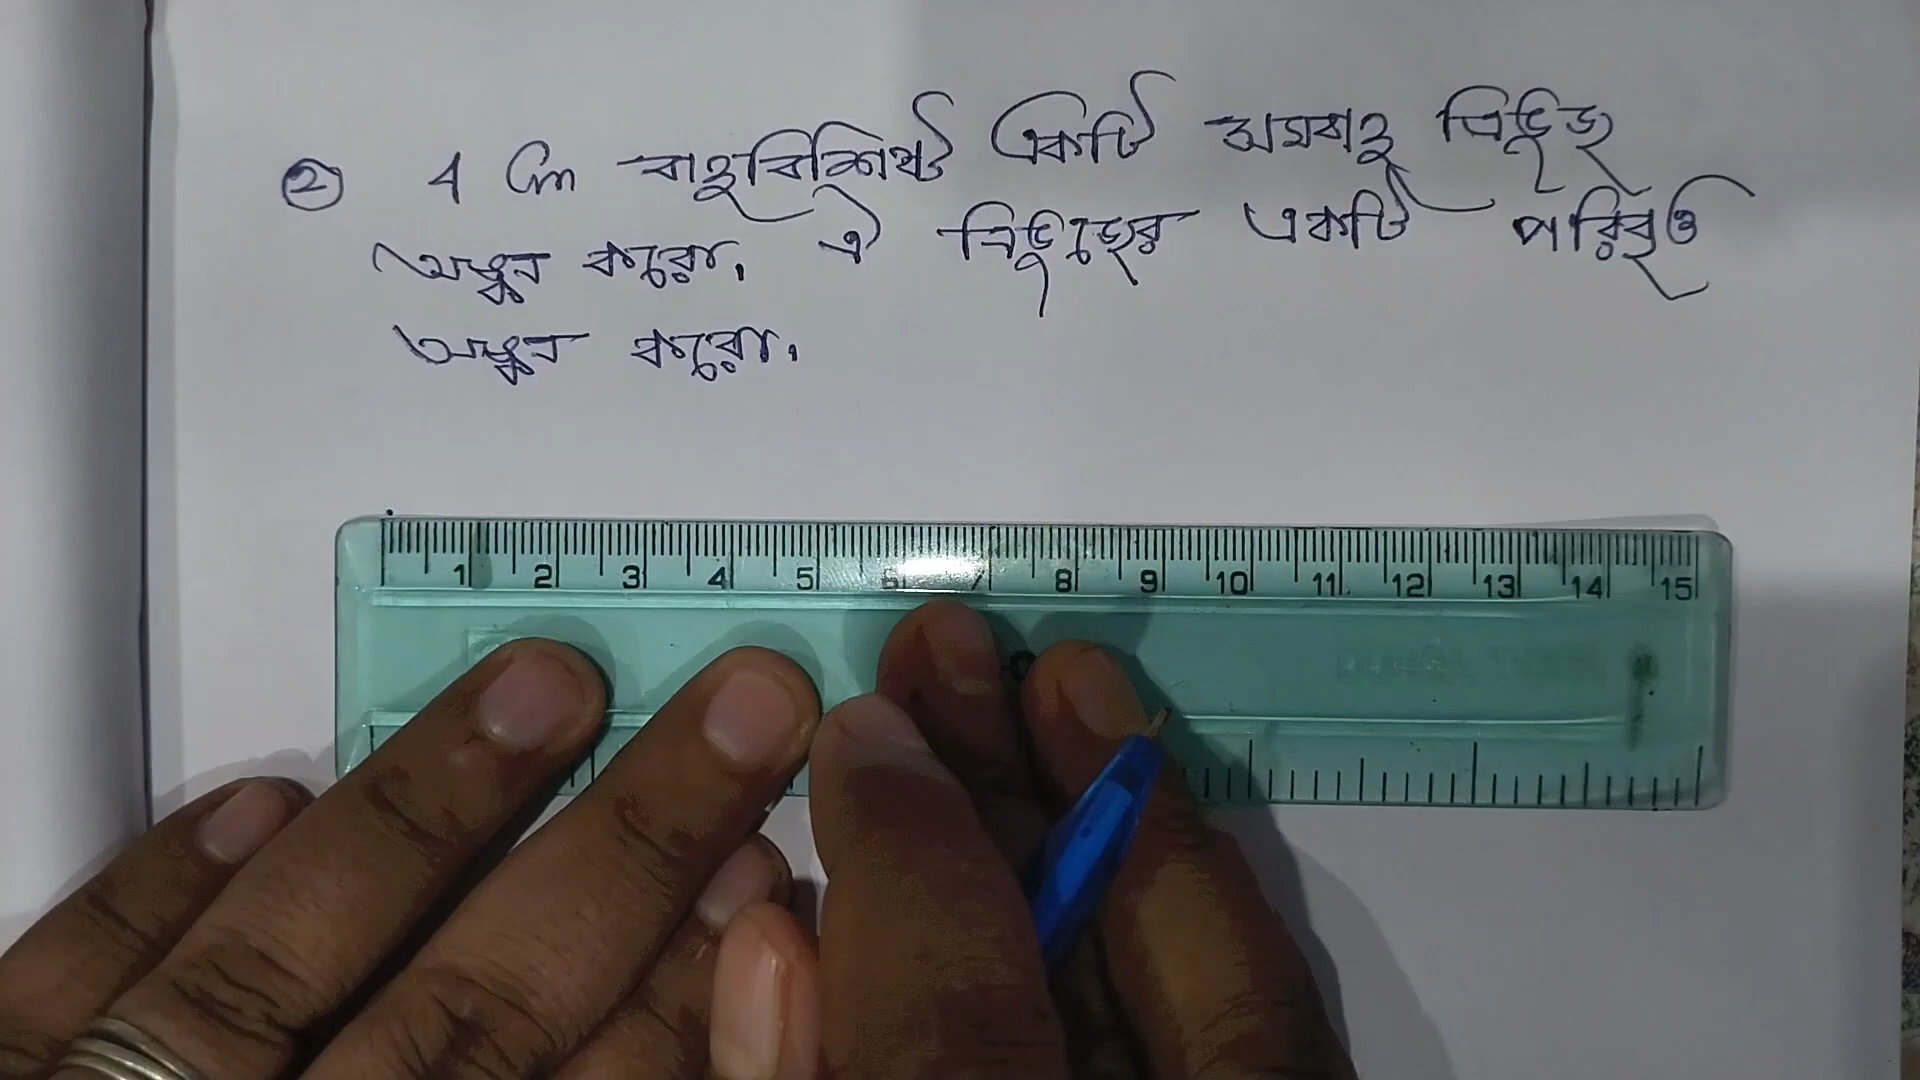 ② 4 Cm বাহুবিশিষ্ট একটি সমবাহু ত্রিভুজ
অঙ্কন করো। ঐ ত্রিভুজের একটি পরিবৃত্ত
অঙ্কন করো।
1 2 3 4 5 6 7 8 9 10 11 12 13 14 15